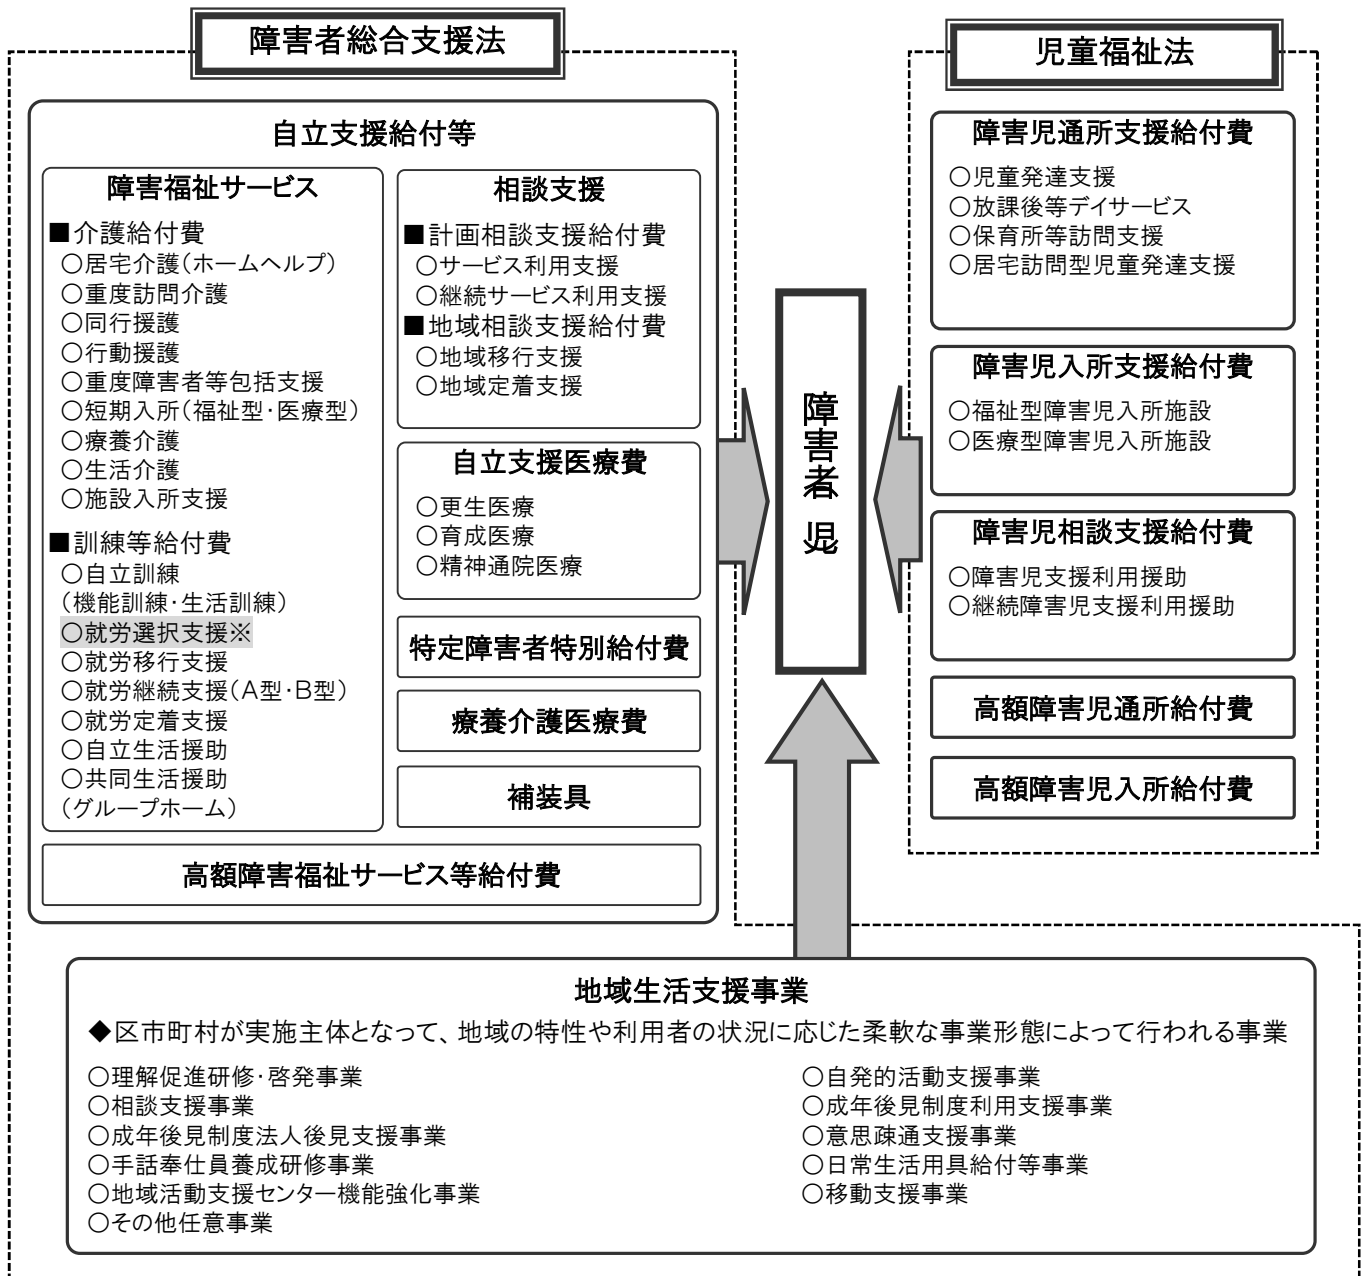 障害者総合支援法
自立支援給付等
障害福祉サービス
■介護給付費
○居宅介護(ホームヘルプ)
○重度訪問介護
○同行援護
○行動援護
○重度障害者等包括支援
○短期入所(福祉型・医療型)
○療養介護
○生活介護
○施設入所支援
■訓練等給付費
○自立訓練
(機能訓練・生活訓練)
○就労選択支援※
○就労移行支援
○就労継続支援(A型・B型)
○就労定着支援
○自立生活援助
○共同生活援助
(グループホーム)
相談支援
■計画相談支援給付費
○サービス利用支援
○継続サービス利用支援
■地域相談支援給付費
○地域移行支援
○地域定着支援
自立支援医療費
○更生医療
○育成医療
○精神通院医療
特定障害者特別給付費
療養介護医療費
補装具
高額障害福祉サービス等給付費
障害者・児
児童福祉法
障害児通所支援給付費
○児童発達支援
○放課後等デイサービス
○保育所等訪問支援
○居宅訪問型児童発達支援
障害児入所支援給付費
○福祉型障害児入所施設
○医療型障害児入所施設
障害児相談支援給付費
○障害児支援利用援助
○継続障害児支援利用援助
高額障害児通所給付費
高額障害児入所給付費
地域生活支援事業
◆区市町村が実施主体となって、地域の特性や利用者の状況に応じた柔軟な事業形態によって行われる事業
○理解促進研修・啓発事業
○相談支援事業
○成年後見制度法人後見支援事業
○手話奉仕員養成研修事業
○地域活動支援センター機能強化事業
○その他任意事業
○自発的活動支援事業
○成年後見制度利用支援事業
○意思疎通支援事業
○日常生活用具給付等事業
○移動支援事業